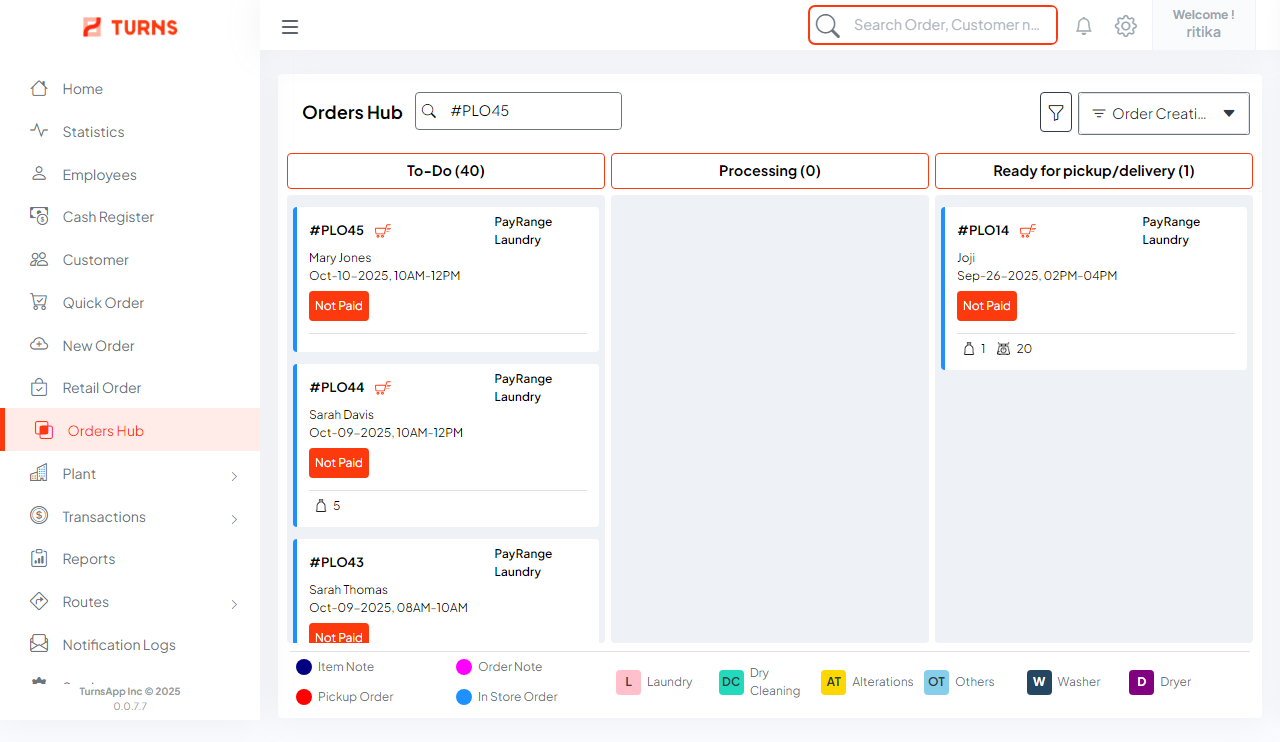 TURNS
Search Order, Customer n...
Welcome !
ritika
Home
Statistics
Employees
Cash Register
Customer
Quick Order
New Order
Retail Order
Orders Hub
Plant
Transactions
Reports
Routes
Notification Logs
TurnsApp Inc © 2025
0.0.7.7
Orders Hub
#PLO45
Order Creati...
To-Do (40)
Processing (0)
Ready for pickup/delivery (1)
#PLO45
PayRange
Laundry
Mary Jones
Oct-10-2025, 10AM-12PM
Not Paid
#PLO44
PayRange
Laundry
Sarah Davis
Oct-09-2025, 10AM-12PM
Not Paid
5
#PLO43
PayRange
Laundry
Sarah Thomas
Oct-09-2025, 08AM-10AM
Not Paid
#PLO14
PayRange
Laundry
Joji
Sep-26-2025, 02PM-04PM
Not Paid
1 20
Item Note
Order Note
Pickup Order
In Store Order
L Laundry
DC Dry
Cleaning
AT Alterations
OT Others
W Washer
D Dryer